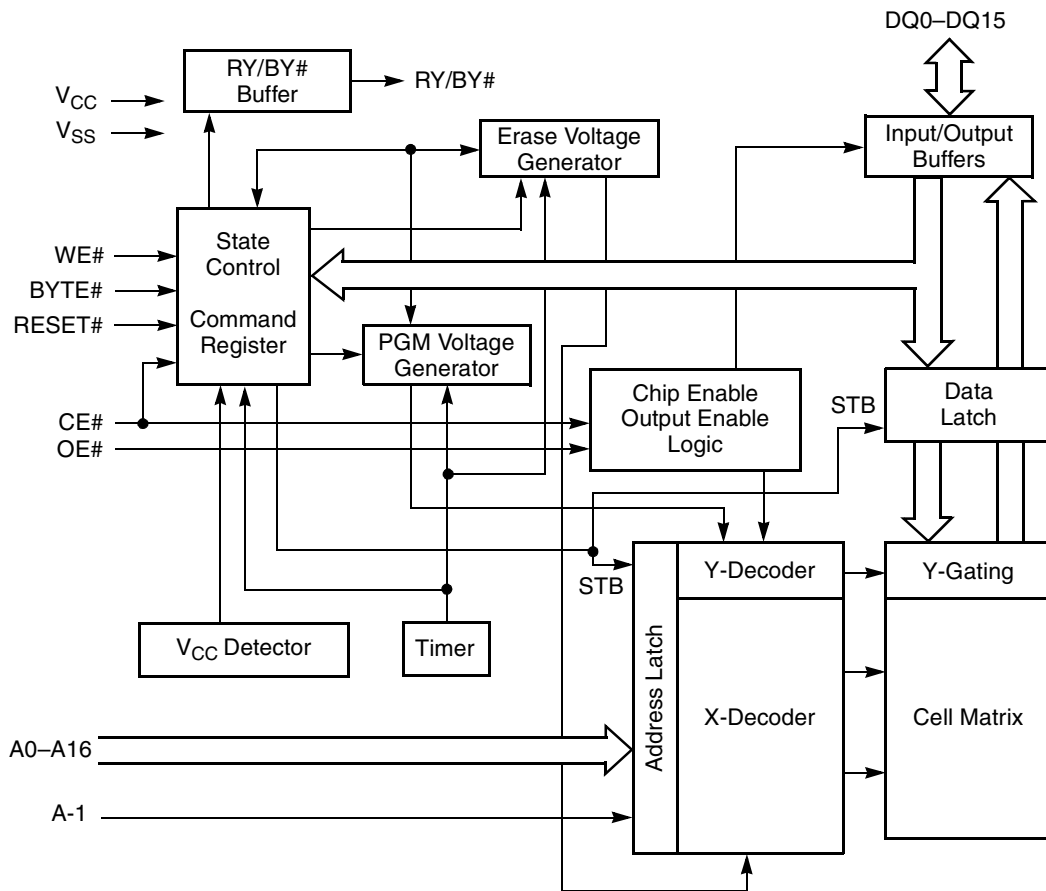 DQ0–DQ15
RY/BY#
Buffer
RY/BY#
VCC
VSS
Erase Voltage
Generator
Input/Output
Buffers
State
Control
Command
Register
WE#
BYTE#
RESET#
PGM Voltage
Generator
CE#
OE#
Chip Enable
Output Enable
Logic
STB
Data
Latch
STB
Y-Decoder
Y-Gating
VCC Detector
Timer
Address Latch
X-Decoder
Cell Matrix
A0–A16
A-1